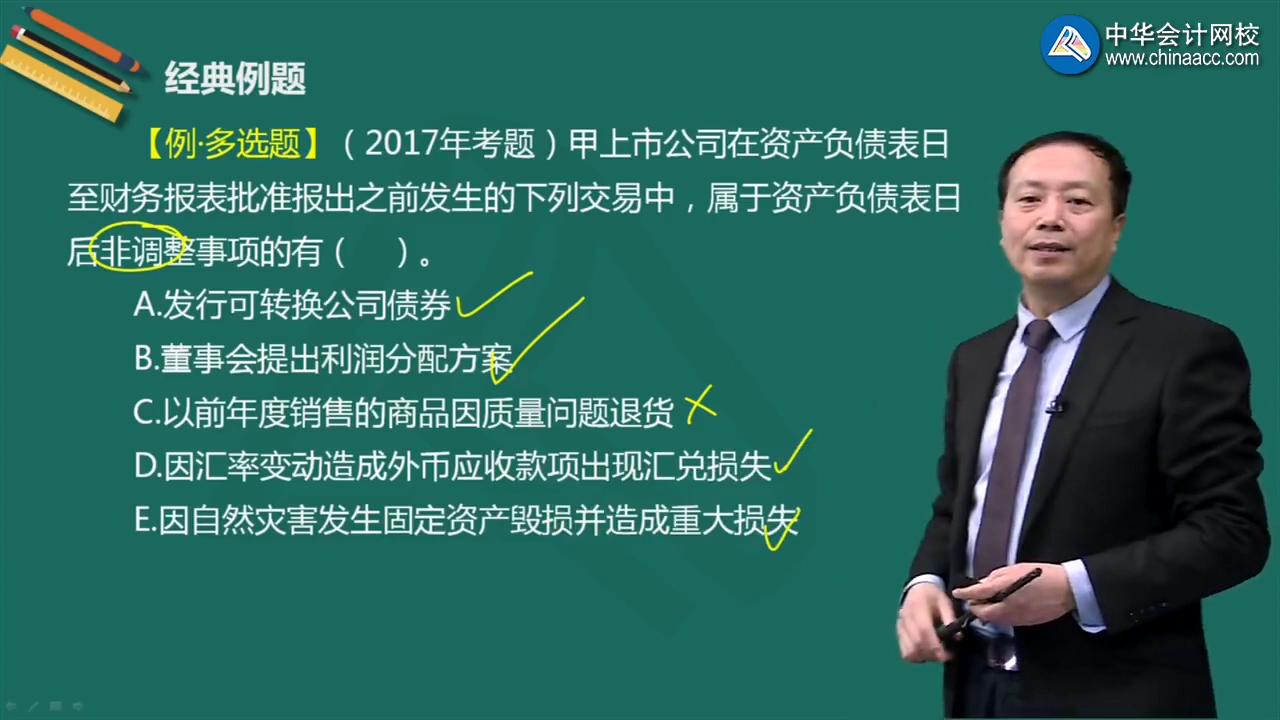 中华会计网校
www.chinaacc.com
经典例题
【例·多选题】（2017年考题）甲上市公司在资产负债表日
至财务报表批准报出之前发生的下列交易中，属于资产负债表日
后非调整事项的有（　）。
A.发行可转换公司债券
B.董事会提出利润分配方案
C.以前年度销售的商品因质量问题退货
D.因汇率变动造成外币应收款项出现汇兑损失
E.因自然灾害发生固定资产毁损并造成重大损失